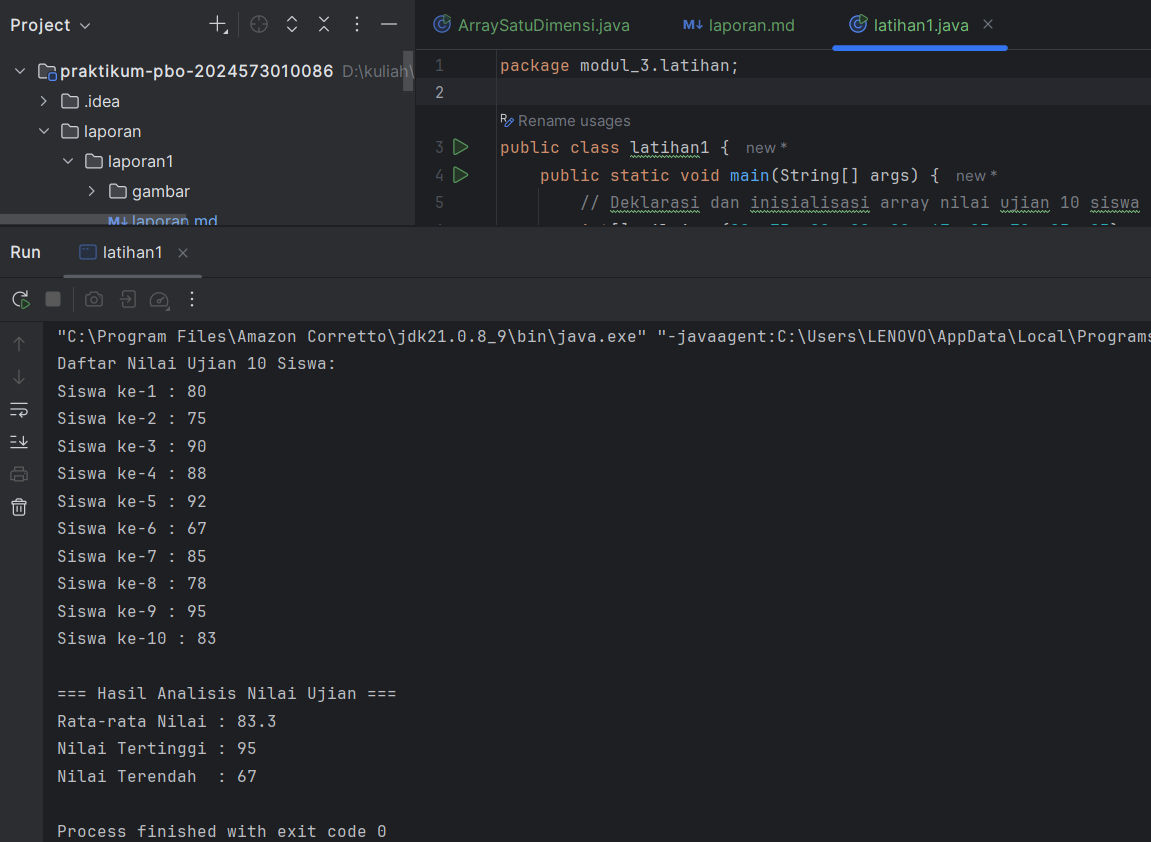 Project
praktikum-pbo-2024573010086 D:\kuliah\
.idea
laporan
laporan1
gambar
M↓ laporan.md
ArraySatuDimensi.java
M↓ laporan.md
latihan1.java
1 package modul_3.latihan;
2
Rename usages
3 public class latihan1 { new *
4 public static void main(String[] args) { new *
5 // Deklarasi dan inisialisasi array nilai ujian 10 siswa
Run
latihan1
"C:\Program Files\Amazon Corretto\jdk21.0.8_9\bin\java.exe" "-javaagent:C:\Users\LENOVO\AppData\Local\Programs
Daftar Nilai Ujian 10 Siswa:
Siswa ke-1 : 80
Siswa ke-2 : 75
Siswa ke-3 : 90
Siswa ke-4 : 88
Siswa ke-5 : 92
Siswa ke-6 : 67
Siswa ke-7 : 85
Siswa ke-8 : 78
Siswa ke-9 : 95
Siswa ke-10 : 83
=== Hasil Analisis Nilai Ujian ===
Rata-rata Nilai : 83.3
Nilai Tertinggi : 95
Nilai Terendah  : 67
Process finished with exit code 0